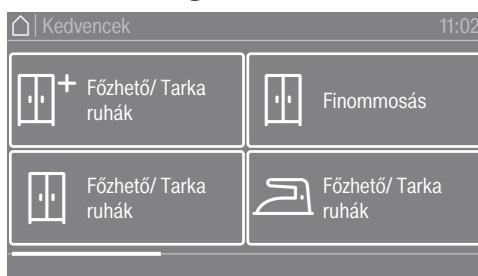 Kedvencek
11:02
Főzhető/ Tarka
ruhák
Finommosás
Főzhető/ Tarka
ruhák
Főzhető/ Tarka
ruhák